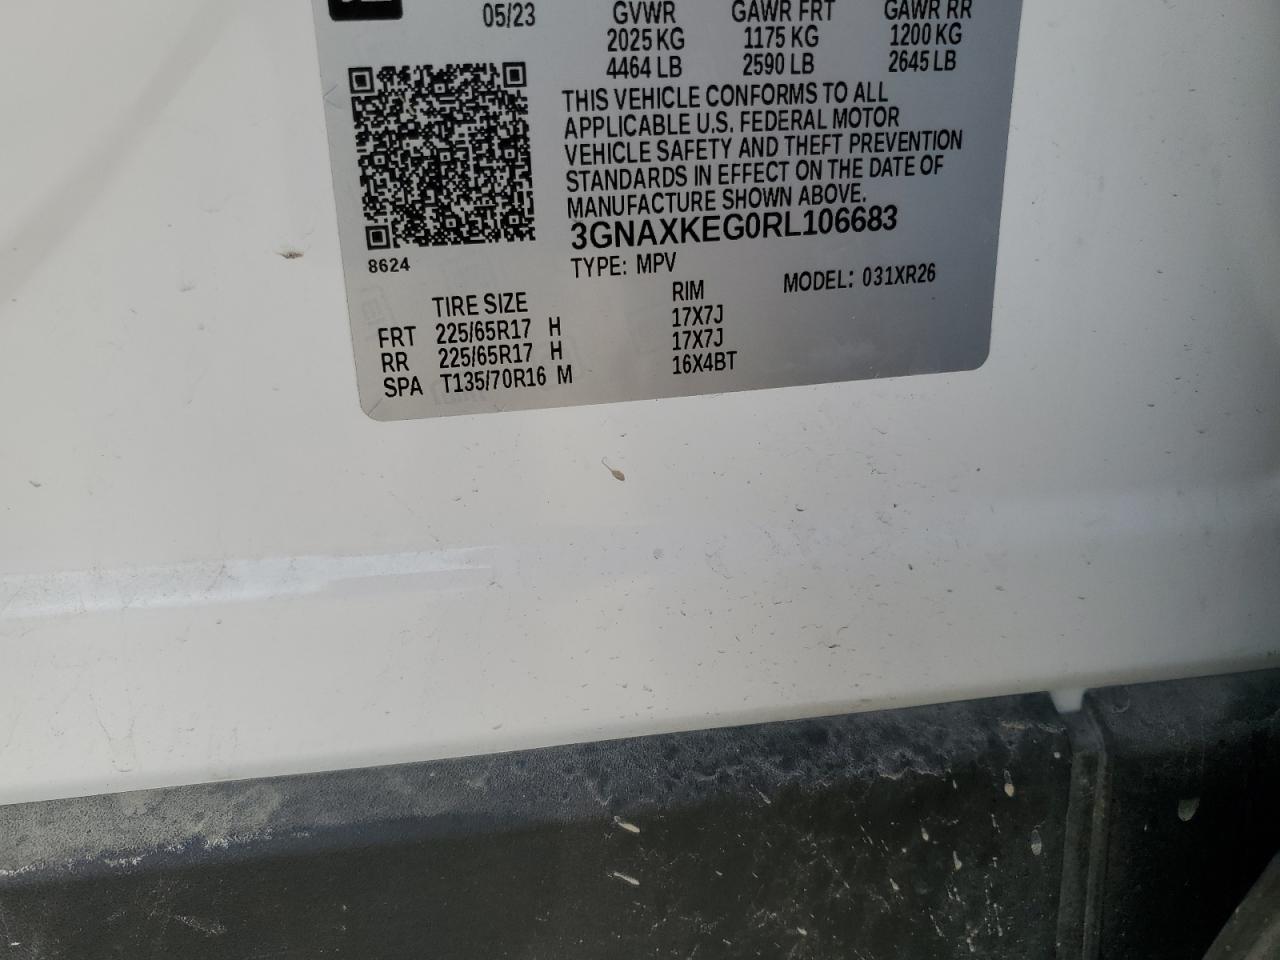 05/23 GVWR GAWR FRT GAWR RR
2025 KG 1175 KG 1200 KG
4464 LB 2590 LB 2645 LB
THIS VEHICLE CONFORMS TO ALL
APPLICABLE U.S. FEDERAL MOTOR
VEHICLE SAFETY AND THEFT PREVENTION
STANDARDS IN EFFECT ON THE DATE OF
MANUFACTURE SHOWN ABOVE.
3GNAXKEG0RL106683
8624
TYPE: MPV MODEL: 031XR26
TIRE SIZE RIM
FRT 225/65R17 H 17X7J
RR 225/65R17 H 17X7J
SPA T135/70R16 M 16X4BT